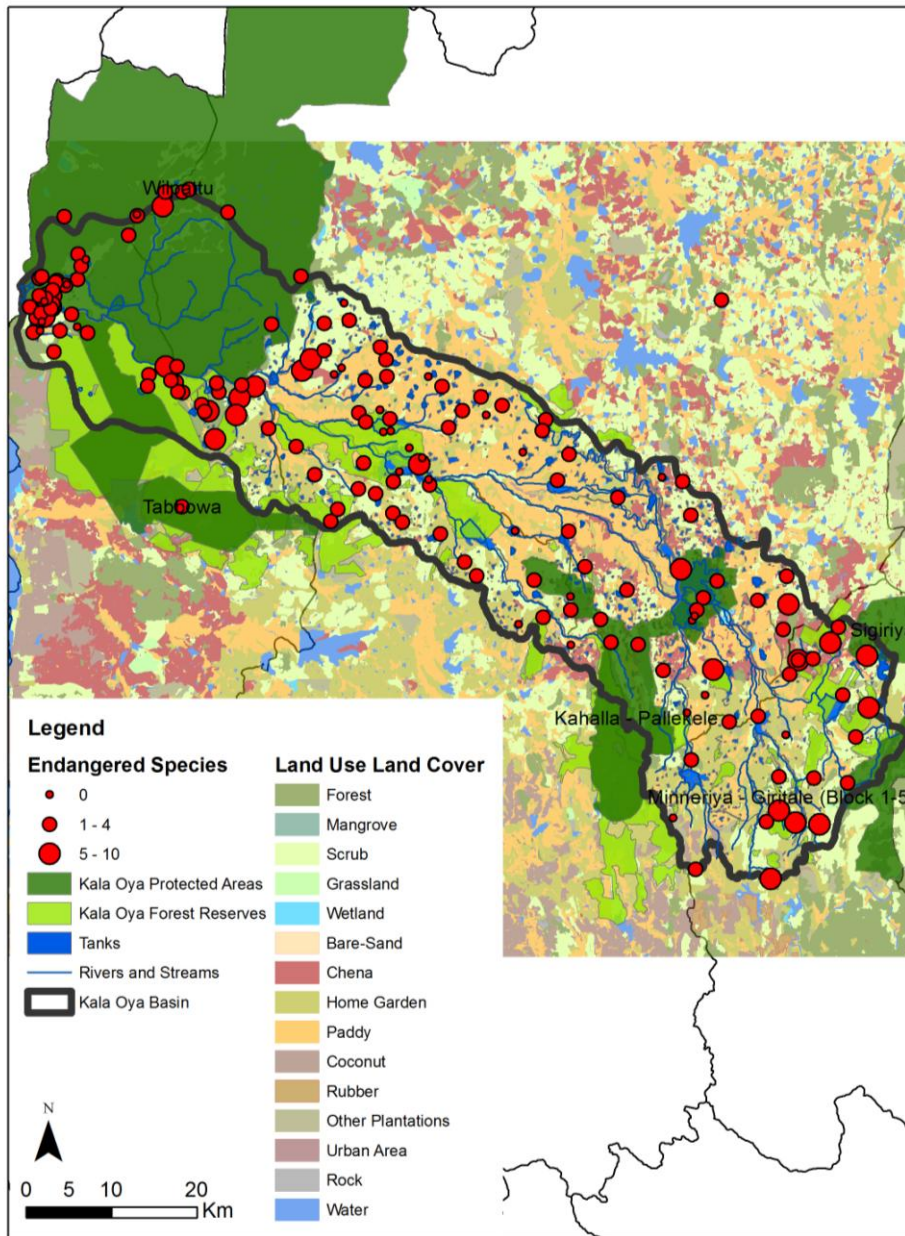 Wilpattu
Tabbowa
Sigiriy
Kahalla - Pallekele
Minneriya - Giritale (Block 1-5
Legend
Endangered Species
0
1 - 4
5 - 10
Kala Oya Protected Areas
Kala Oya Forest Reserves
Tanks
Rivers and Streams
Kala Oya Basin
Land Use Land Cover
Forest
Mangrove
Scrub
Grassland
Wetland
Bare-Sand
Chena
Home Garden
Paddy
Coconut
Rubber
Other Plantations
Urban Area
Rock
Water
N
0 5 10 20
Km